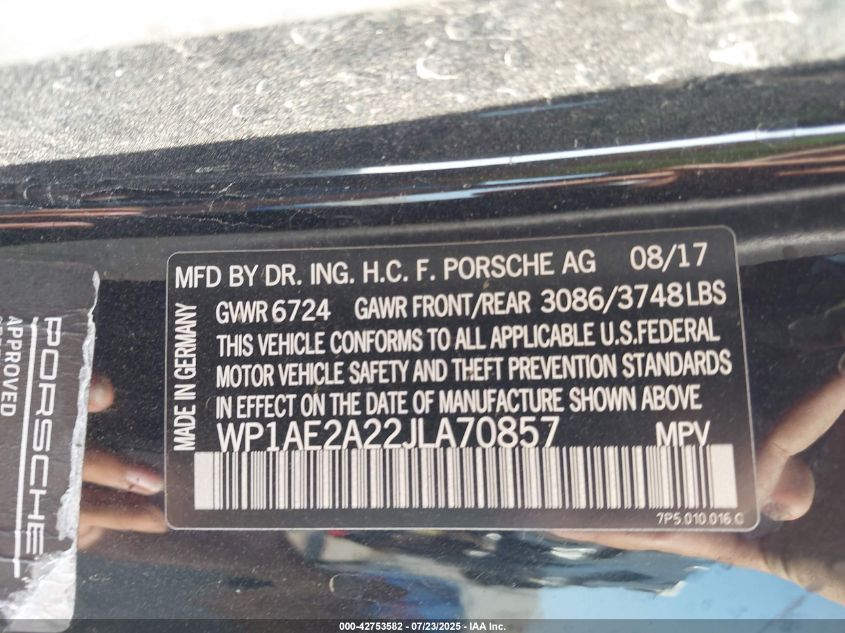 MFD BY DR. ING. H.C. F. PORSCHE AG 08/17
GVWR 6724 GAWR FRONT/REAR 3086/3748LBS
THIS VEHICLE CONFORMS TO ALL APPLICABLE U.S.FEDERAL
MOTOR VEHICLE SAFETY AND THEFT PREVENTION STANDARDS
IN EFFECT ON THE DATE OF MANUFACTURE SHOWN ABOVE
MADE IN GERMANY
WP1AE2A22JLA70857 MPV
7P5.010.016 C
PORSCHE
APPROVED
000-42753582 | 07/23/2025 - IAA Inc.